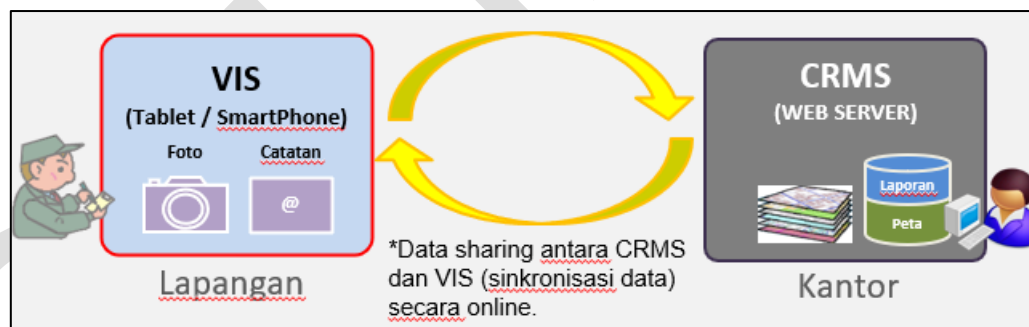 VIS
(Tablet / SmartPhone)
Foto
Catatan
@
Lapangan
*Data sharing antara CRMS
dan VIS (sinkronisasi data)
secara online.
CRMS
(WEB SERVER)
Laporan
Peta
Kantor